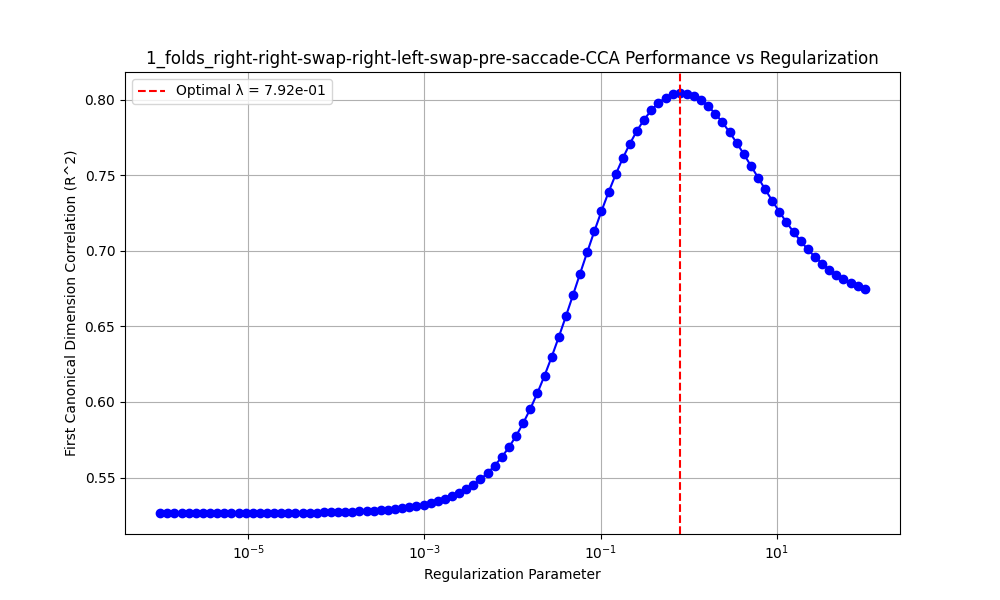 1_folds_right-right-swap-right-left-swap-pre-saccade-CCA Performance vs Regularization
Optimal λ = 7.92e-01
First Canonical Dimension Correlation (R^2)
0.80
0.75
0.70
0.65
0.60
0.55
10^-5
10^-3
10^-1
10^1
Regularization Parameter